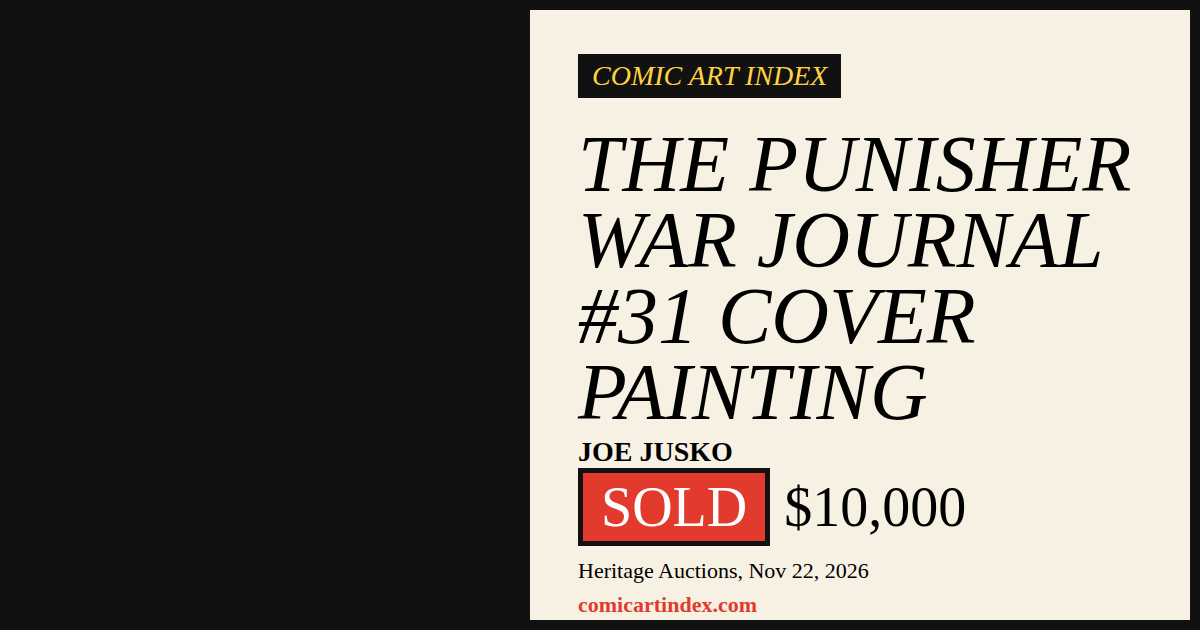 COMIC ART INDEX
THE PUNISHER
WAR JOURNAL
#31 COVER
PAINTING
JOE JUSKO
SOLD $10,000
Heritage Auctions, Nov 22, 2026
comicartindex.com